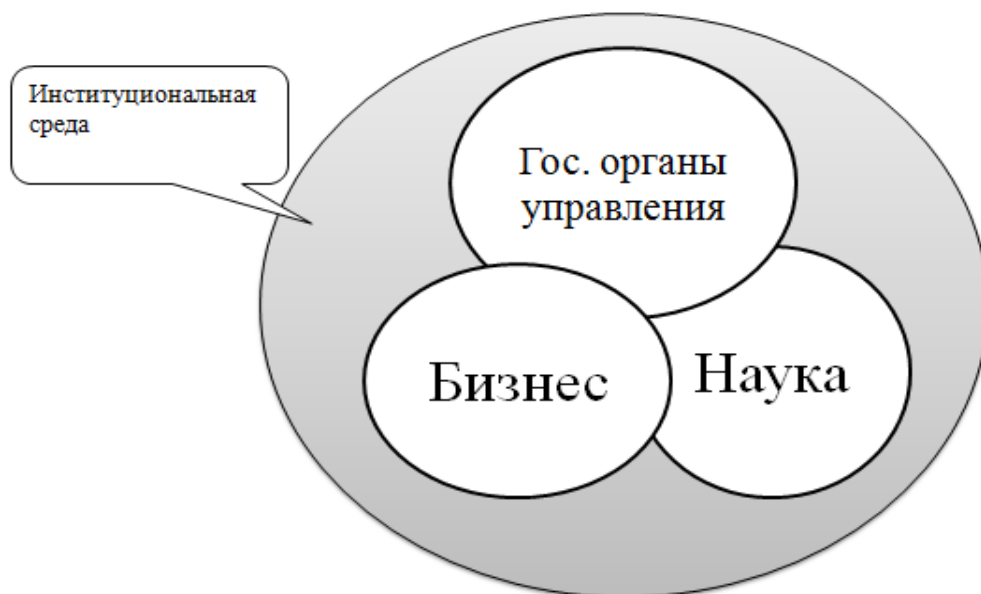 Институциональная
среда
Гос. органы
управления
Бизнес
Наука